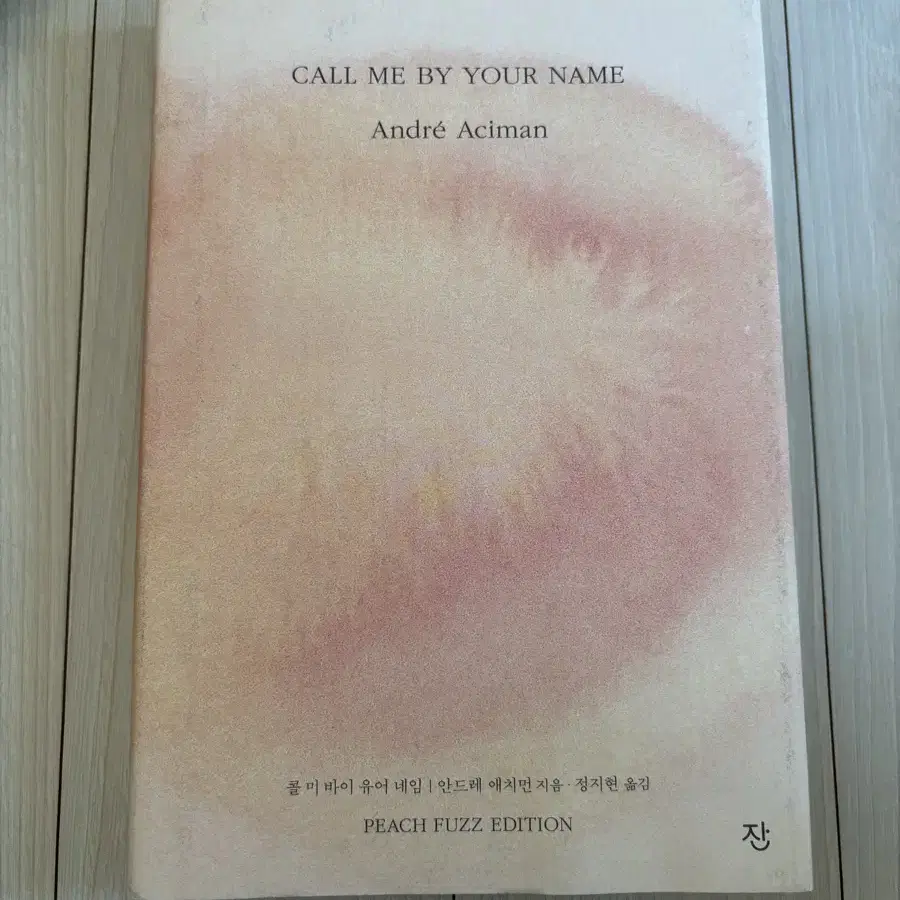 CALL ME BY YOUR NAME
André Aciman
콜 미 바이 유어 네임 | 안드레 애치먼 지음 · 정지현 옮김
PEACH FUZZ EDITION
잔